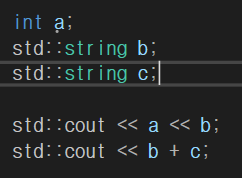 int a;
std::string b;
std::string c;
std::cout << a << b;
std::cout << b + c;